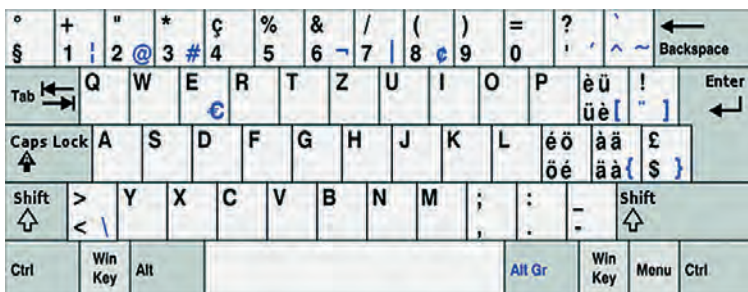 ° + " * ç % & / ( ) = ? `
§ 1 ¦ 2 @ 3 # 4 5 6 ¬ 7 | 8 ¢ 9 0 ' ´ ^ ~ Backspace
Tab Q W E R T Z U I O P è ü ! Enter
€ ü è [ ¨ ]
Caps Lock A S D F G H J K L é ö à ä £
ö é ä à { $ }
Shift > Y X C V B N M ; : _ Shift
< \ , . -
Ctrl Win Key Alt Alt Gr Win Key Menu Ctrl